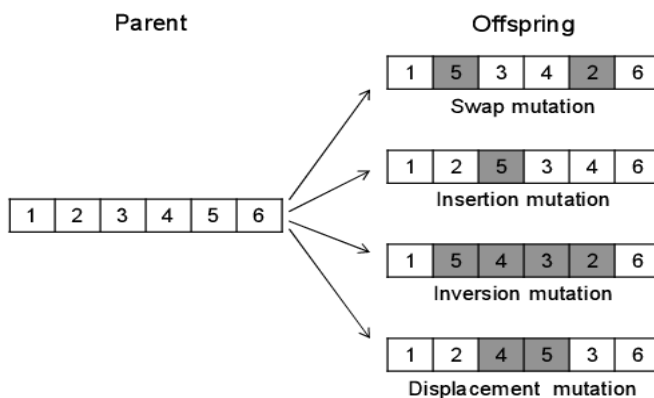 Parent
Offspring
1 5 3 4 2 6
Swap mutation
1 2 5 3 4 6
Insertion mutation
1 2 3 4 5 6
1 5 4 3 2 6
Inversion mutation
1 2 4 5 3 6
Displacement mutation